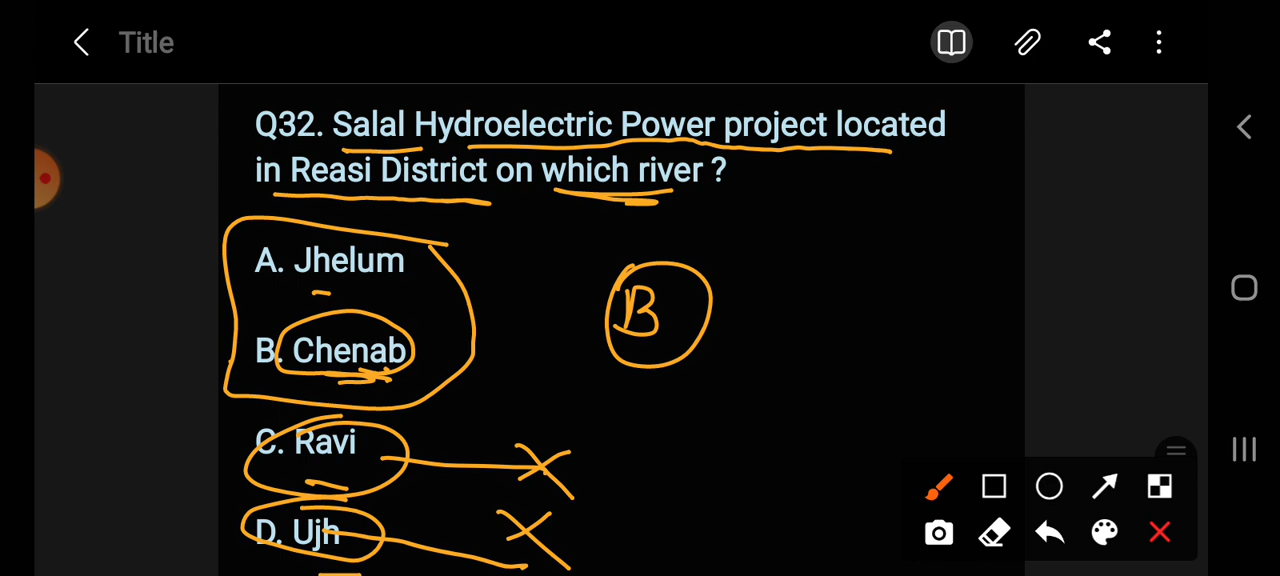 Title
Q32. Salal Hydroelectric Power project located
in Reasi District on which river ?
A. Jhelum
B. Chenab
B
C. Ravi
D. Ujh